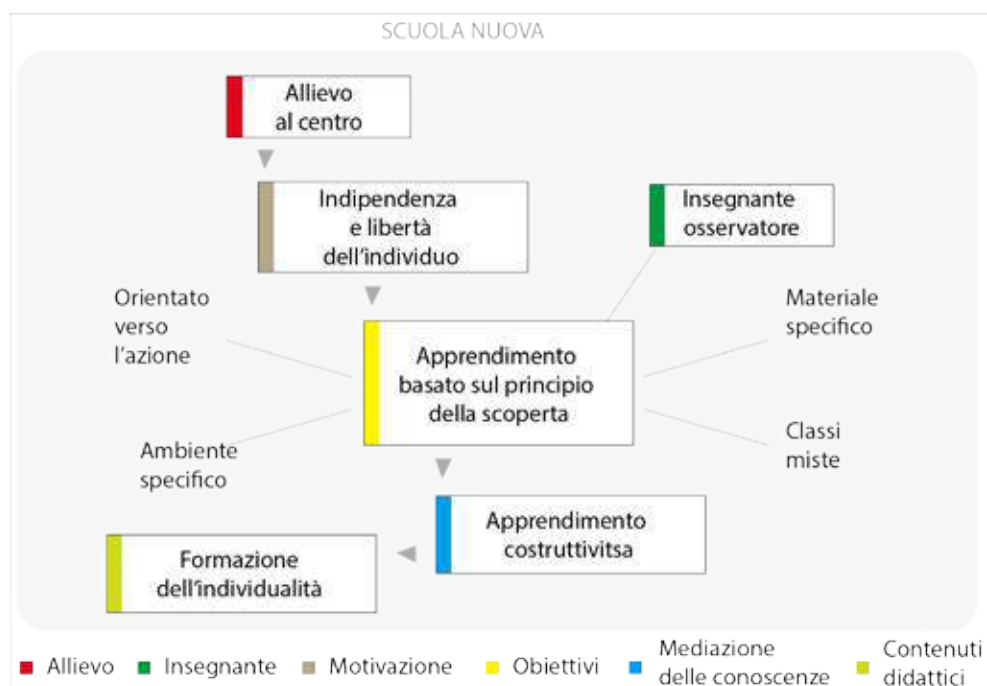 SCUOLA NUOVA
Allievo
al centro
Indipendenza
e libertà
dell'individuo
Insegnante
osservatore
Orientato
verso
l'azione
Materiale
specifico
Apprendimento
basato sul principio
della scoperta
Ambiente
specifico
Classi
miste
Apprendimento
costruttivitsa
Formazione
dell'individualità
Allievo
Insegnante
Motivazione
Obiettivi
Mediazione
delle conoscenze
Contenuti
didattici